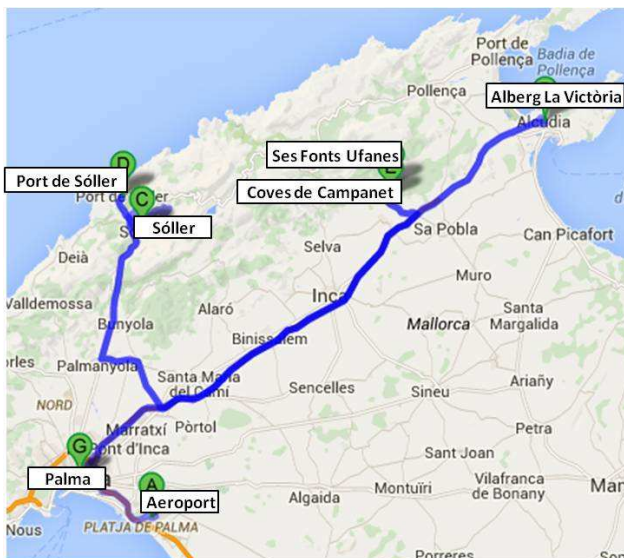 Port de
Pollença
Badia de
Pollença
Pollença
Alberg La Victòria
Alcúdia
Ses Fonts Ufanes
Coves de Campanet
D
Port de Sóller
C
Sóller
Sa Pobla
Can Picafort
Deià
Selva
Muro
Valldemossa
Alaró
Inca
Santa
Margalida
Bunyola
Binissalem
Mallorca
Palmanyola
Santa Maria
del Camí
Sencelles
Sineu
Ariany
NORD
Marratxí
Pòrtol
Petra
G
Pont d'Inca
Sant Joan
Palma
A
Aeroport
Algaida
Montuïri
Vilafranca
de Bonany
Man
Nous
PLATJA DE PALMA
Porreres